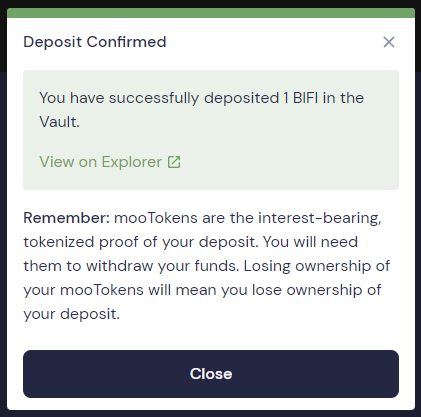 Deposit Confirmed
You have successfully deposited 1 BIFI in the
Vault.
View on Explorer
Remember: mooTokens are the interest-bearing,
tokenized proof of your deposit. You will need
them to withdraw your funds. Losing ownership of
your mooTokens will mean you lose ownership of
your deposit.
Close